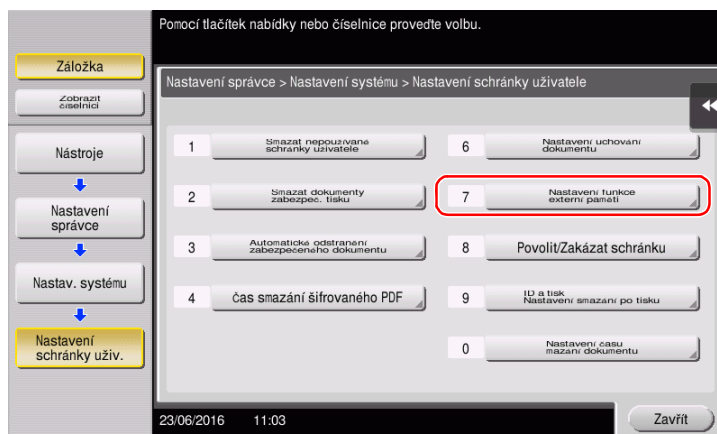 Pomocí tlačítek nabídky nebo číselnice proveďte volbu.
Záložka
Zobrazit
číselnici
Nástroje
Nastavení
správce
Nastav. systému
Nastavení
schránky uživ.
Nastavení správce > Nastavení systému > Nastavení schránky uživatele
1 Smazat nepoužívané
schránky uživatele
2 Smazat dokumenty
zabezpeč. tisku
3 Automatické odstranění
zabezpečeného dokumentu
4 čas smazání šifrovaného PDF
6 Nastavení uchování
dokumentu
7 Nastavení funkce
externí paměti
8 Povolit/Zakázat schránku
9 ID a tisk
Nastavení smazání po tisku
0 Nastavení času
mazání dokumentu
23/06/2016 11:03
Zavřít